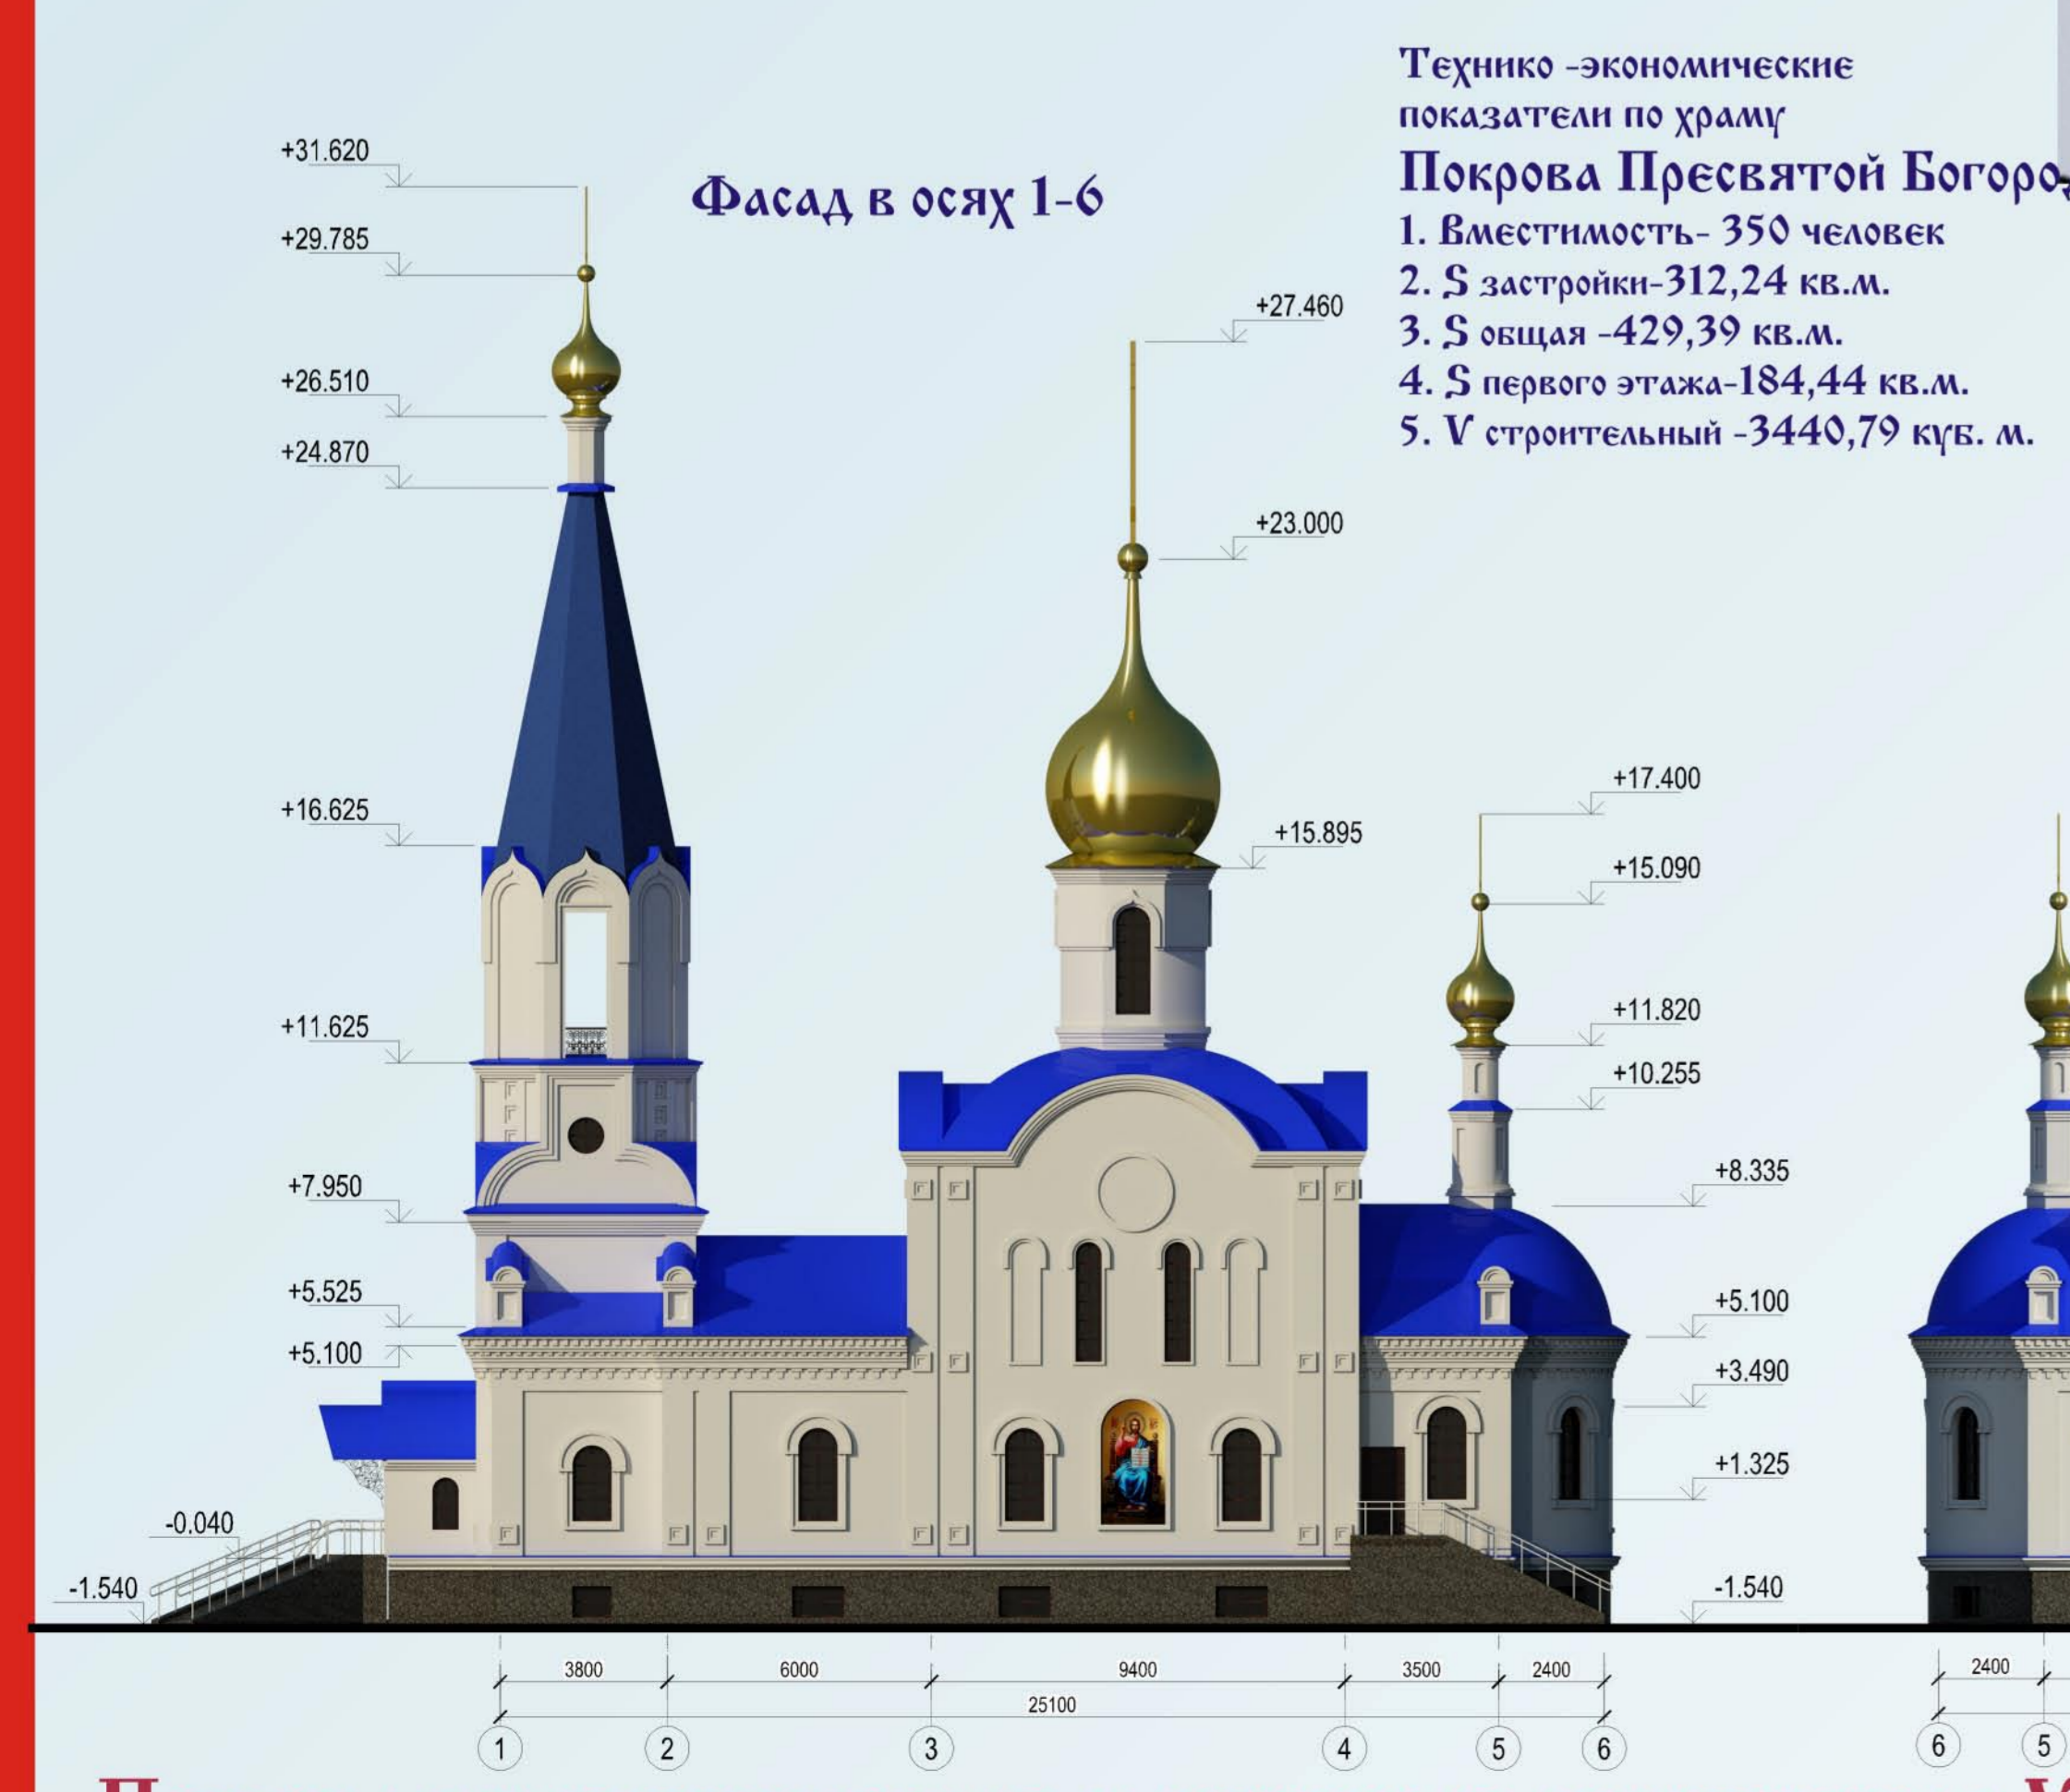 Технико -экономические
показатели по храму
Покрова Пресвятой
1. Вместимость- 350 человек
2. S застройки-312,24 кв.м.
3. S общая -429,39 кв.м.
4. S первого этажа-184,44 кв.м.
5. V строительный -3440,79 куб. м.
Фасад в осях 1-6
+31.620
+29.785
+26.510
+24.870
+16.625
+11.625
+7.950
+5.525
+5.100
-0.040
-1.540
+27.460
+23.000
+15.895
+17.400
+15.090
+11.820
+10.255
+8.335
+5.100
+3.490
+1.325
-1.540
3800 6000 9400 3500 2400 2400
25100
1 2 3 4 5 6 6 5